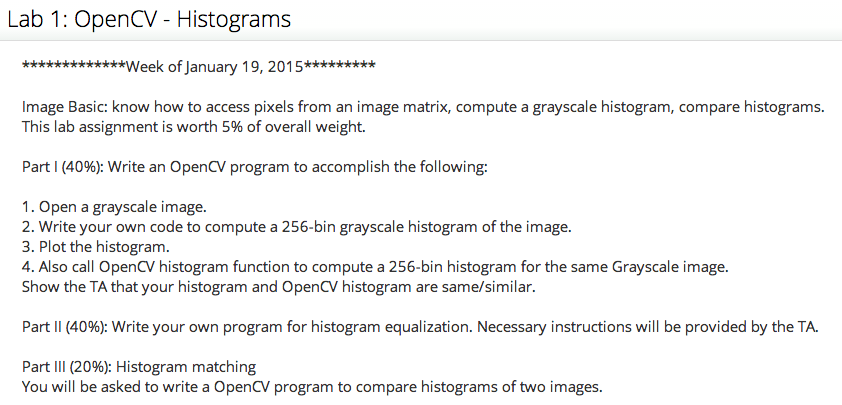 Lab 1: OpenCV - Histograms
*************Week of January 19, 2015*********
Image Basic: know how to access pixels from an image matrix, compute a grayscale histogram, compare histograms.
This lab assignment is worth 5% of overall weight.
Part I (40%): Write an OpenCV program to accomplish the following:
1. Open a grayscale image.
2. Write your own code to compute a 256-bin grayscale histogram of the image.
3. Plot the histogram.
4. Also call OpenCV histogram function to compute a 256-bin histogram for the same Grayscale image.
Show the TA that your histogram and OpenCV histogram are same/similar.
Part II (40%): Write your own program for histogram equalization. Necessary instructions will be provided by the TA.
Part III (20%): Histogram matching
You will be asked to write a OpenCV program to compare histograms of two images.